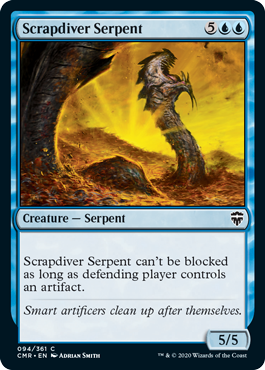 Scrapdiver Serpent 5
Creature — Serpent
Scrapdiver Serpent can't be blocked
as long as defending player controls
an artifact.
Smart artificers clean up after themselves.
5/5
094/361 C
CMR • EN Adrian Smith
™ & © 2020 Wizards of the Coast